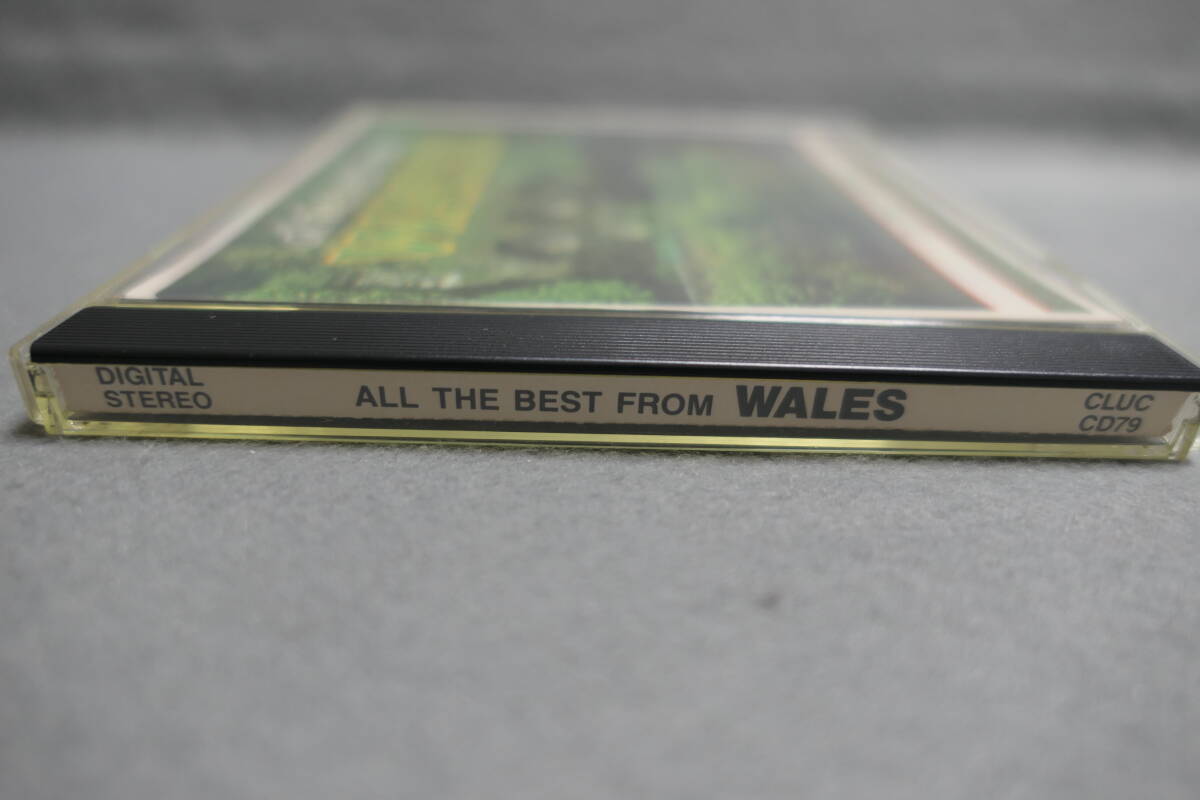 DIGITAL
STEREO
ALL THE BEST FROM WALES
CLUC
CD79